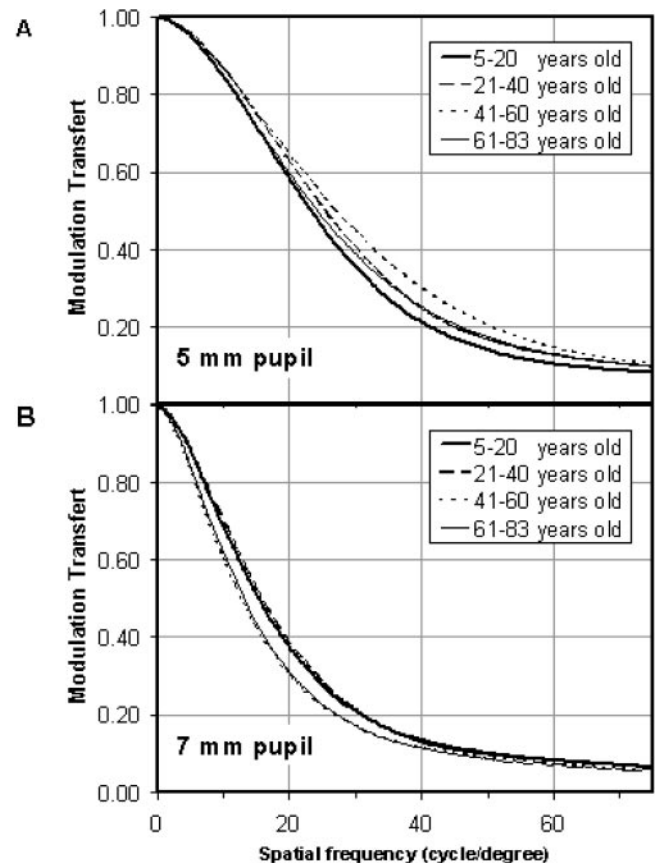 A
1.00
0.80
0.60
0.40
0.20
Modulation Transfert
5-20 years old
21-40 years old
41-60 years old
61-83 years old
5 mm pupil
B
1.00
0.80
0.60
0.40
0.20
0.00
Modulation Transfert
5-20 years old
21-40 years old
41-60 years old
61-83 years old
7 mm pupil
0 20 40 60
Spatial frequency (cycle/degree)